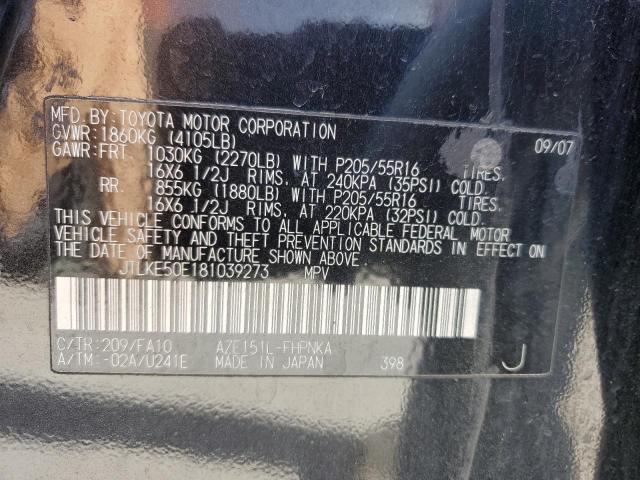 MFD. BY: TOYOTA MOTOR CORPORATION 09/07
GVWR: 1860KG (4105LB)
GAWR: FRT. 1030KG (2270LB) WITH P205/55R16 TIRES,
16X6 1/2J RIMS, AT 240KPA (35PSI) COLD.
RR. 855KG (1880LB) WITH P205/55R16 TIRES,
16X6 1/2J RIMS, AT 220KPA (32PSI) COLD.
THIS VEHICLE CONFORMS TO ALL APPLICABLE FEDERAL MOTOR
VEHICLE SAFETY AND THEFT PREVENTION STANDARDS IN EFFECT ON
THE DATE OF MANUFACTURE SHOWN ABOVE.
JTLKE50E181039273 MPV
C/TR: 209/FA10 AZE151L-FHPNKA
A/TM: -02A/U241E MADE IN JAPAN 398 J